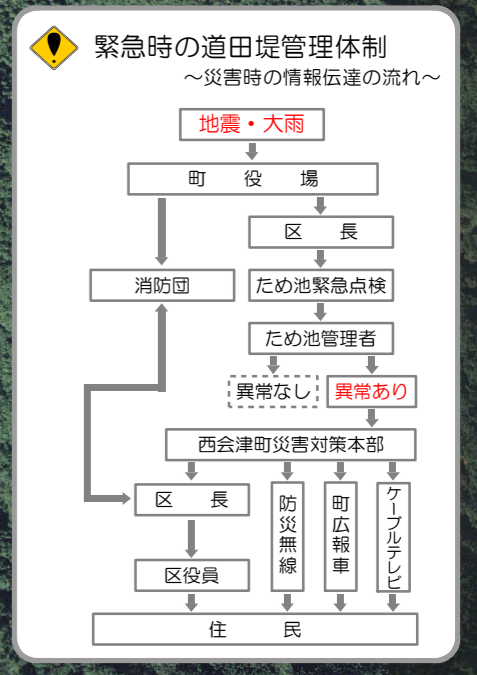 緊急時の道田堤管理体制
～災害時の情報伝達の流れ～
地震・大雨
町役場
区長
消防団
ため池緊急点検
ため池管理者
異常なし
異常あり
西会津町災害対策本部
区長
防災無線
町広報車
ケーブルテレビ
区役員
住民